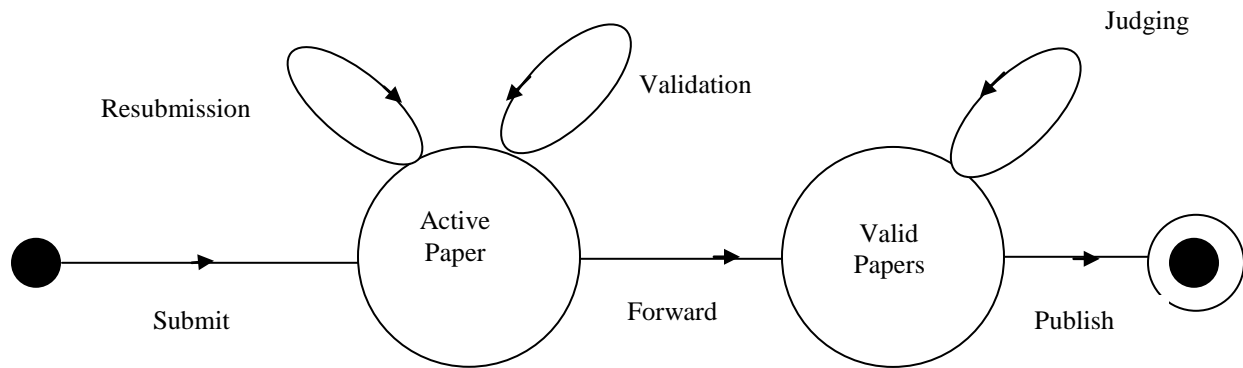 Judging
Resubmission
Validation
Active
Paper
Valid
Papers
Submit
Forward
Publish